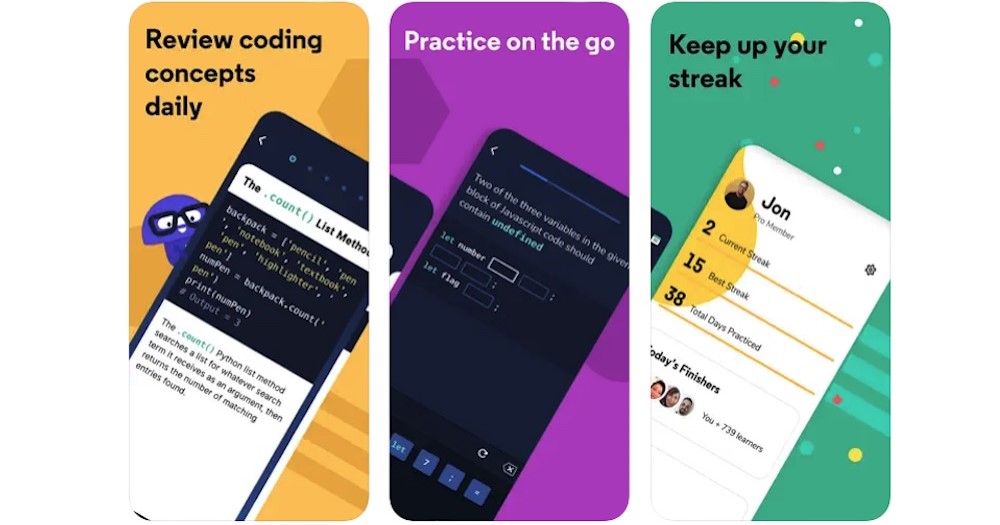 Review coding
concepts
daily
The .count() List Metho
backpack = ['pencil', 'pen
', 'notebook', 'textbook'
, 'pen', 'highlighter', '
pen']
numPen = backpack.count('
pen')
print(numPen)
# Output = 3
The .count() Python list method
searches a list for whatever search
term it receives as an argument, then
returns the number of matching
entries found.
Practice on the go
Two of the three variables in the given
block of Javascript code should
contain undefined
let number
;
let flag
;
let 7 ; =
Keep up your
streak
Jon
Pro Member
2 Current Streak
15 Best Streak
38 Total Days Practiced
Today's Finishers
You + 739 learners